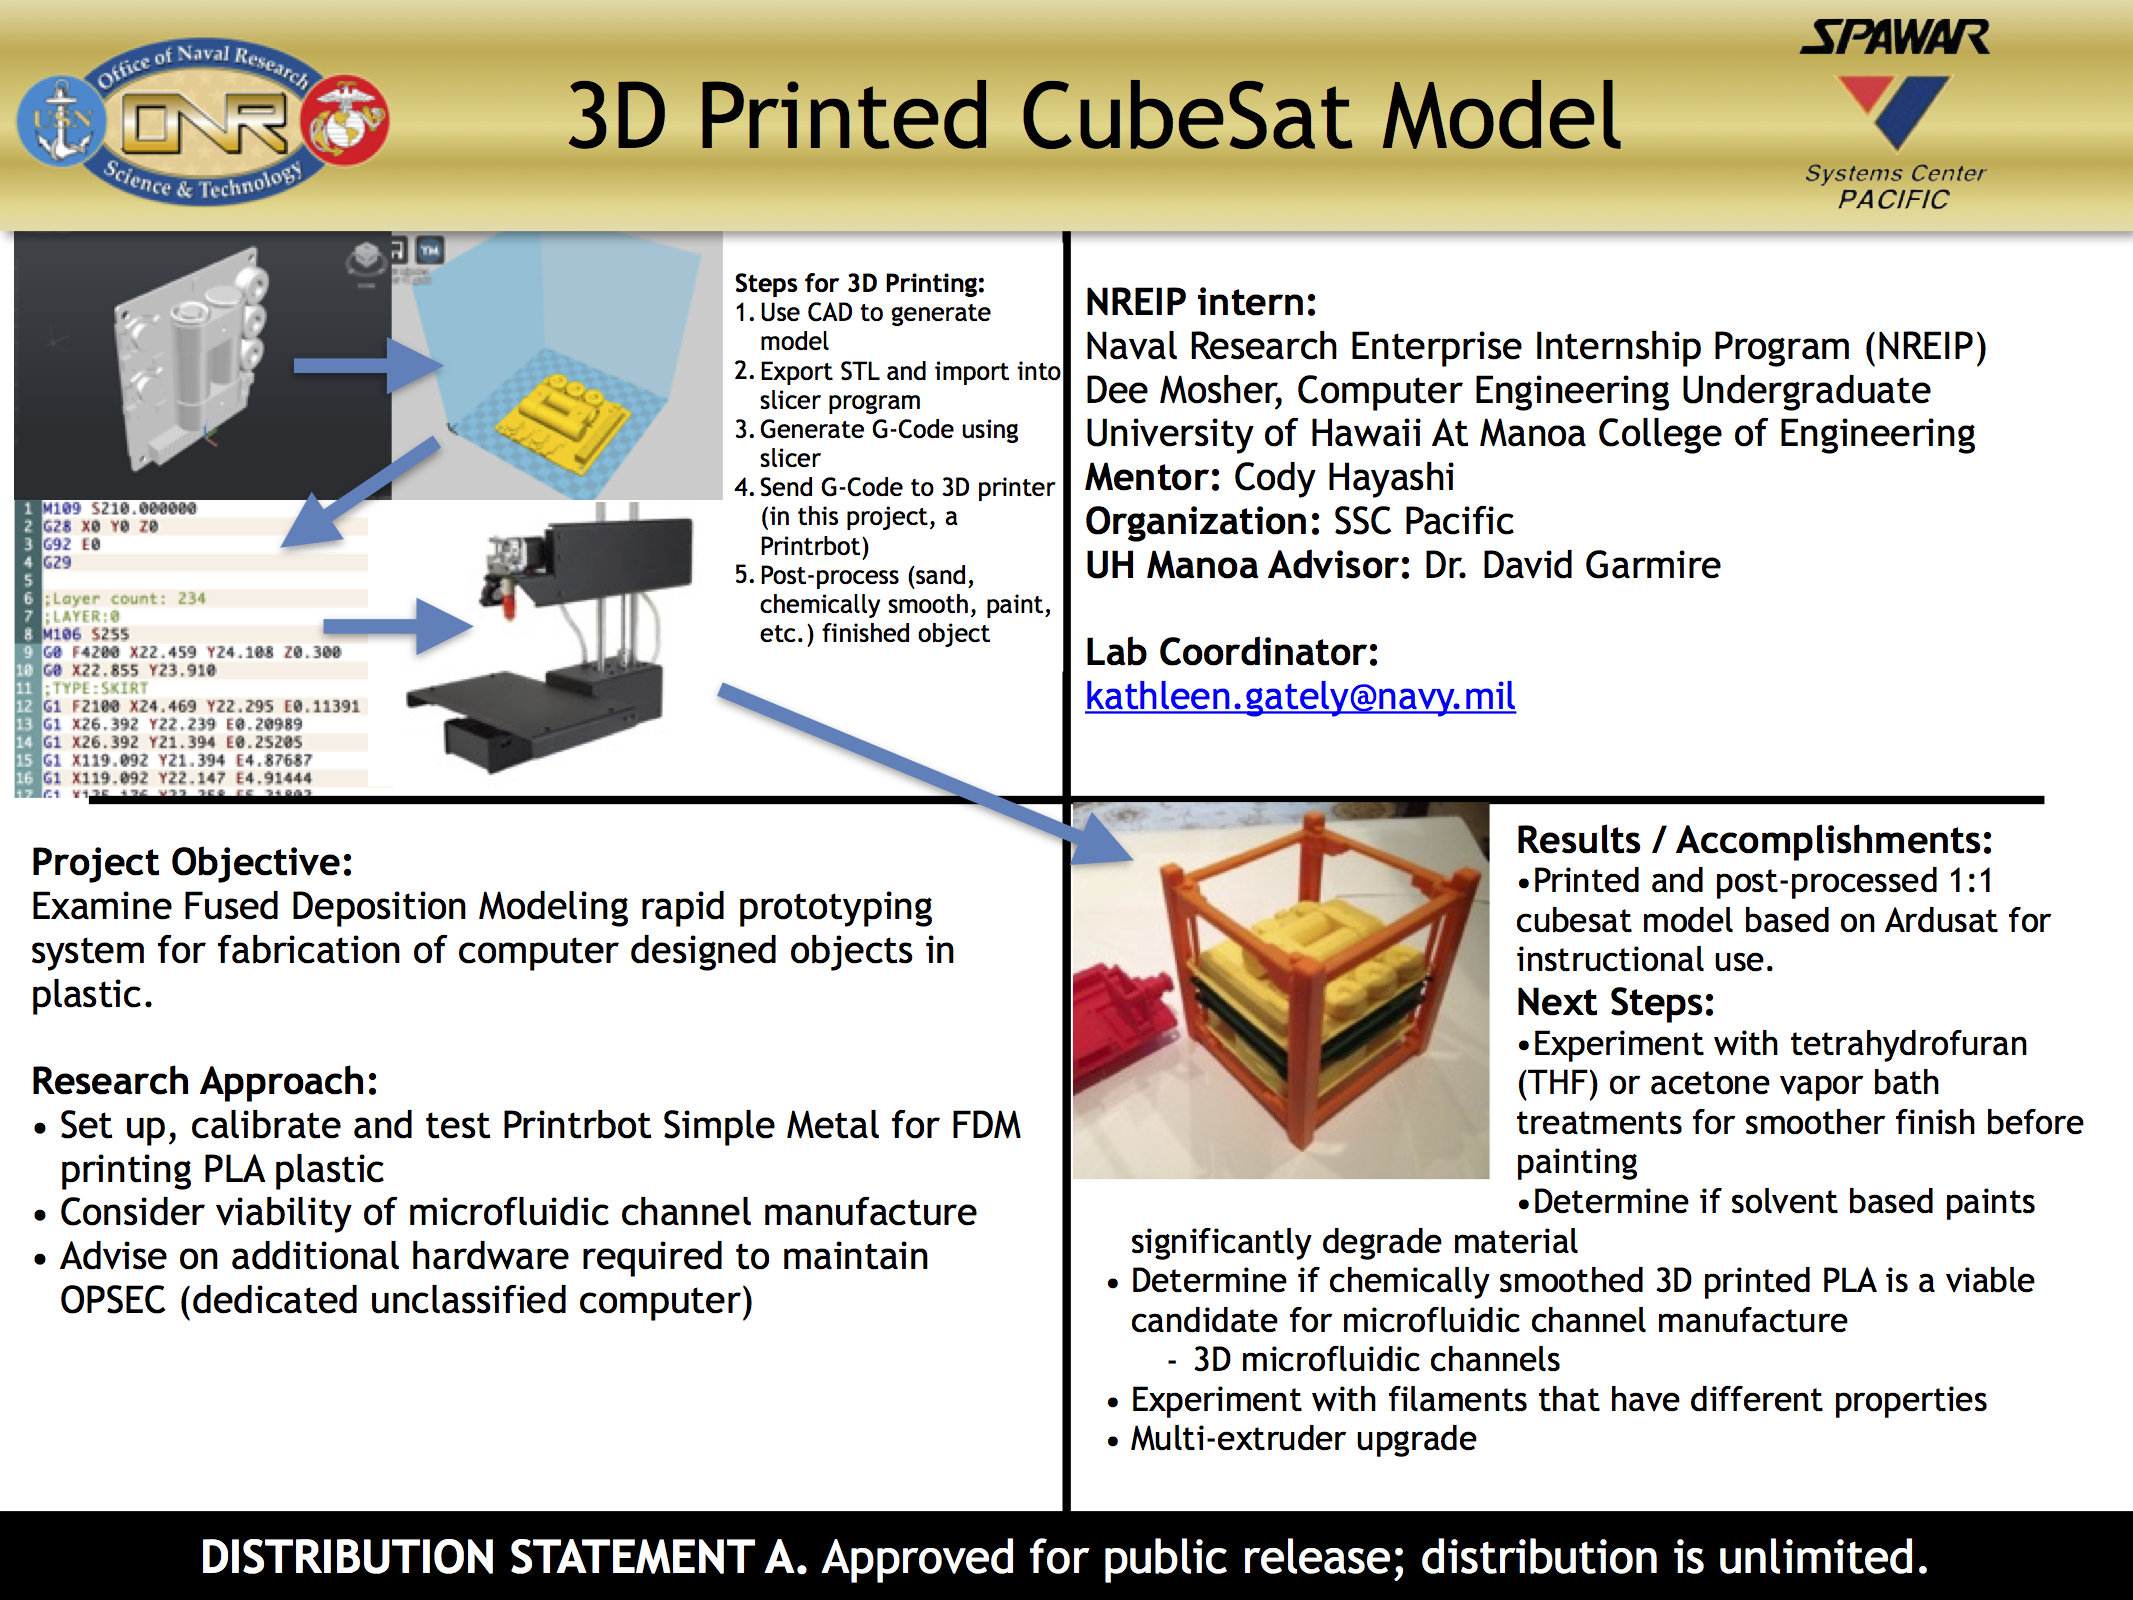 Office of Naval Research
USN
ONR
Science & Technology
3D Printed CubeSat Model
SPAWAR
Systems Center
PACIFIC
Steps for 3D Printing:
1. Use CAD to generate
model
2. Export STL and import into
slicer program
3. Generate G-Code using
slicer
4. Send G-Code to 3D printer
(in this project, a
Printrbot)
5. Post-process (sand,
chemically smooth, paint,
etc.) finished object
1 M109 S210.000000
2 G28 X0 Y0 Z0
3 G92 E0
4 G29
5
6 ;Layer count: 234
7 ;LAYER:0
8 M106 S255
9 G0 F4200 X22.459 Y24.108 Z0.300
10 G0 X22.855 Y23.910
11 ;TYPE:SKIRT
12 G1 F2100 X24.469 Y22.295 E0.11391
13 G1 X26.392 Y22.239 E0.20989
14 G1 X26.392 Y21.394 E0.25205
15 G1 X119.092 Y21.394 E4.87687
16 G1 X119.092 Y22.147 E4.91444
NREIP intern:
Naval Research Enterprise Internship Program (NREIP)
Dee Mosher, Computer Engineering Undergraduate
University of Hawaii At Manoa College of Engineering
Mentor: Cody Hayashi
Organization: SSC Pacific
UH Manoa Advisor: Dr. David Garmire
Lab Coordinator:
kathleen.gately@navy.mil
Project Objective:
Examine Fused Deposition Modeling rapid prototyping
system for fabrication of computer designed objects in
plastic.
Research Approach:
• Set up, calibrate and test Printrbot Simple Metal for FDM
printing PLA plastic
• Consider viability of microfluidic channel manufacture
• Advise on additional hardware required to maintain
OPSEC (dedicated unclassified computer)
Results / Accomplishments:
•Printed and post-processed 1:1
cubesat model based on Ardusat for
instructional use.
Next Steps:
•Experiment with tetrahydrofuran
(THF) or acetone vapor bath
treatments for smoother finish before
painting
•Determine if solvent based paints
significantly degrade material
• Determine if chemically smoothed 3D printed PLA is a viable
candidate for microfluidic channel manufacture
- 3D microfluidic channels
• Experiment with filaments that have different properties
• Multi-extruder upgrade
DISTRIBUTION STATEMENT A. Approved for public release; distribution is unlimited.